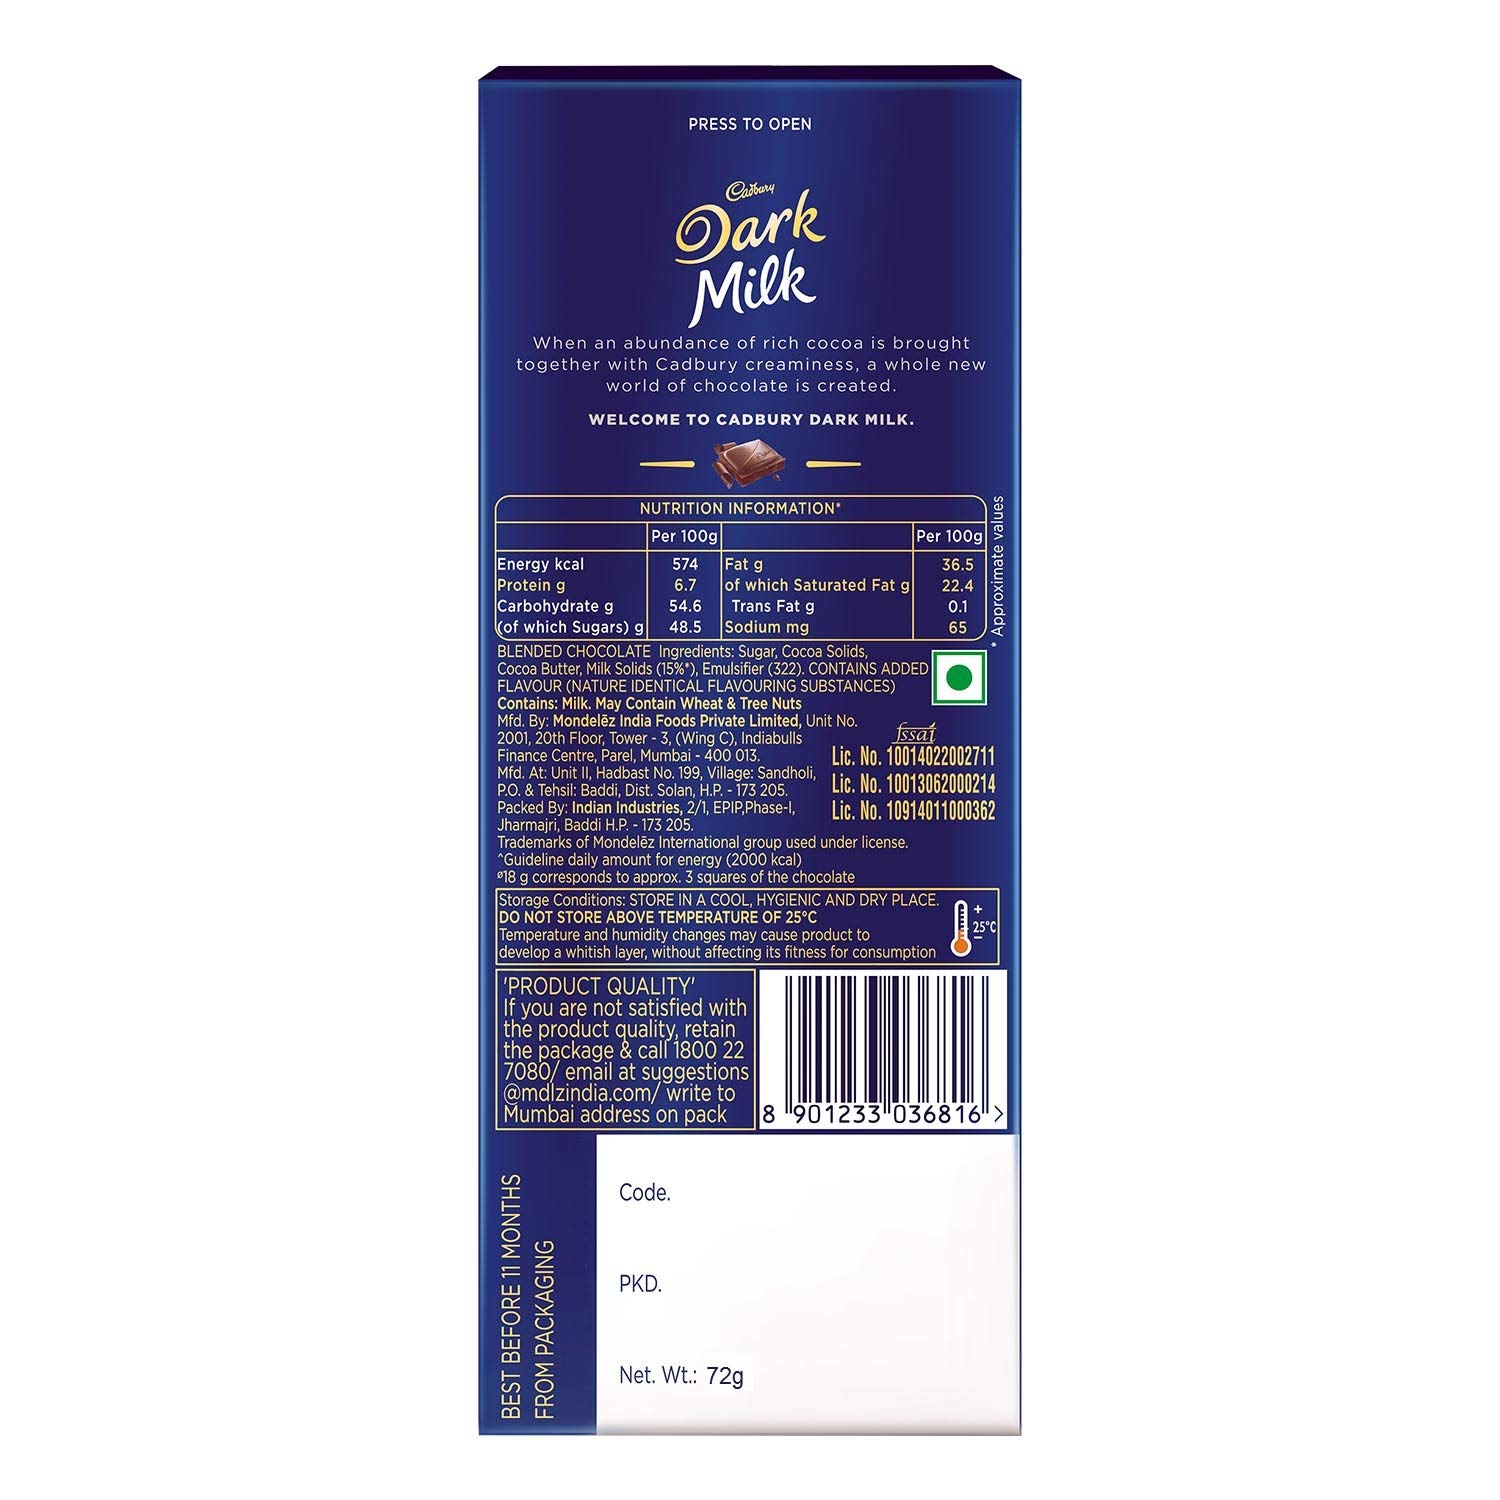 PRESS TO OPEN
Cadbury
Dark
Milk
When an abundance of rich cocoa is brought
together with Cadbury creaminess, a whole new
world of chocolate is created.
WELCOME TO CADBURY DARK MILK.
NUTRITION INFORMATION*
Per 100g Per 100g
Energy kcal 574 Fat g 36.5
Protein g 6.7 of which Saturated Fat g 22.4
Carbohydrate g 54.6 Trans Fat g 0.1
(of which Sugars) g 48.5 Sodium mg 65
* Approximate values
BLENDED CHOCOLATE Ingredients: Sugar, Cocoa Solids,
Cocoa Butter, Milk Solids (15%*), Emulsifier (322). CONTAINS ADDED
FLAVOUR (NATURE IDENTICAL FLAVOURING SUBSTANCES)
Contains: Milk. May Contain Wheat & Tree Nuts
Mfd. By: Mondelēz India Foods Private Limited, Unit No.
2001, 20th Floor, Tower - 3, (Wing C), Indiabulls
Finance Centre, Parel, Mumbai - 400 013.
Mfd. At: Unit II, Hadbast No. 199, Village: Sandholi,
P.O. & Tehsil: Baddi, Dist. Solan, H.P. - 173 205.
Packed By: Indian Industries, 2/1, EPIP,Phase-I,
Jharmajri, Baddi H.P. - 173 205.
fssai
Lic. No. 10014022002711
Lic. No. 10013062000214
Lic. No. 10914011000362
Trademarks of Mondelēz International group used under license.
^Guideline daily amount for energy (2000 kcal)
ø18 g corresponds to approx. 3 squares of the chocolate
Storage Conditions: STORE IN A COOL, HYGIENIC AND DRY PLACE.
DO NOT STORE ABOVE TEMPERATURE OF 25°C
Temperature and humidity changes may cause product to
develop a whitish layer, without affecting its fitness for consumption
+
25°C
-
'PRODUCT QUALITY'
If you are not satisfied with
the product quality, retain
the package & call 1800 22
7080/ email at suggestions
@mdlzindia.com/ write to
Mumbai address on pack
8 901233 036816 >
BEST BEFORE 11 MONTHS
FROM PACKAGING
Code.
PKD.
Net. Wt.: 72g